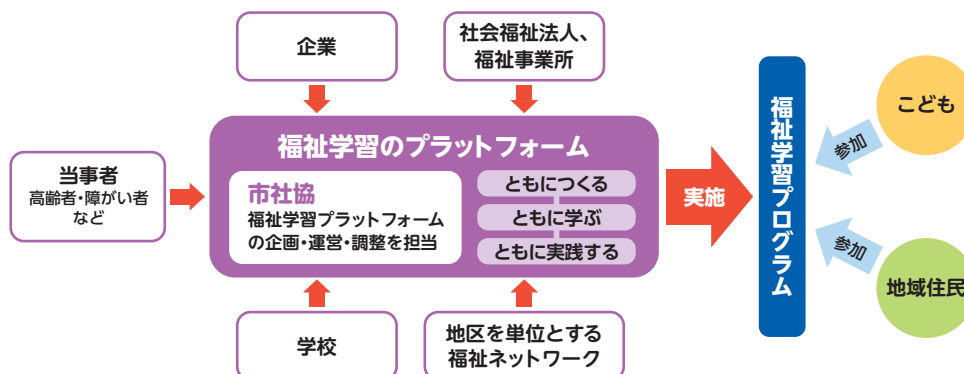 企業
社会福祉法人、
福祉事業所
当事者
高齢者・障がい者
など
福祉学習のプラットフォーム
市社協
福祉学習プラットフォーム
の企画・運営・調整を担当
ともにつくる
ともに学ぶ
ともに実践する
学校
地区を単位とする
福祉ネットワーク
実施
福祉学習プログラム
参加
こども
参加
地域住民